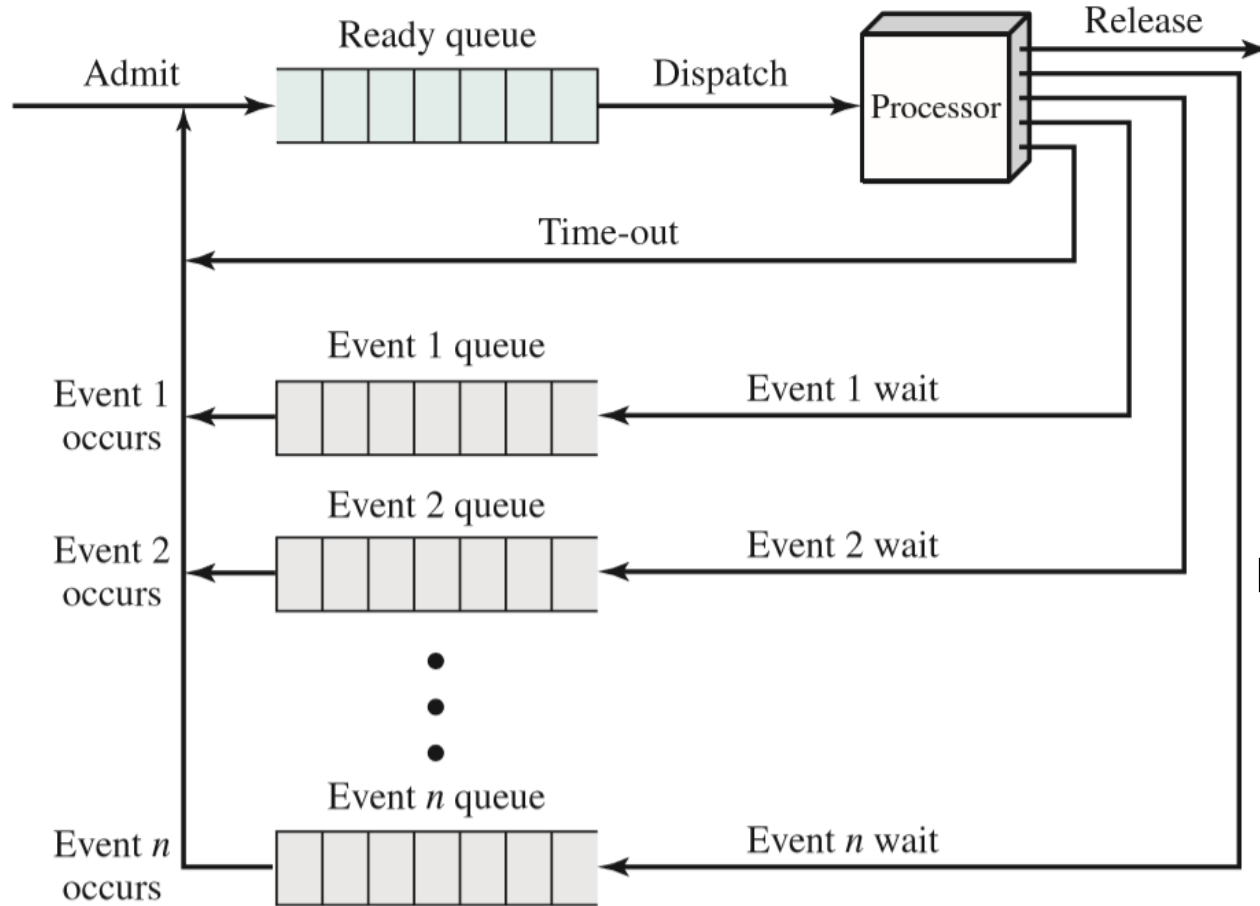 Release
Ready queue
Admit
Dispatch
Processor
Time-out
Event 1 queue
Event 1
occurs
Event 1 wait
Event 2 queue
Event 2
occurs
Event 2 wait
Event n queue
Event n
occurs
Event n wait